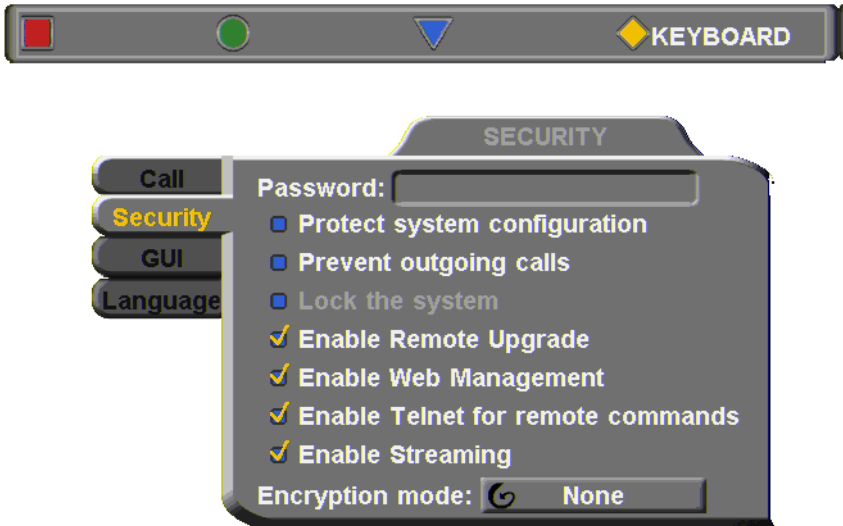 KEYBOARD
SECURITY
Call
Security
GUI
Language
Password:
Protect system configuration
Prevent outgoing calls
Lock the system
Enable Remote Upgrade
Enable Web Management
Enable Telnet for remote commands
Enable Streaming
Encryption mode: None